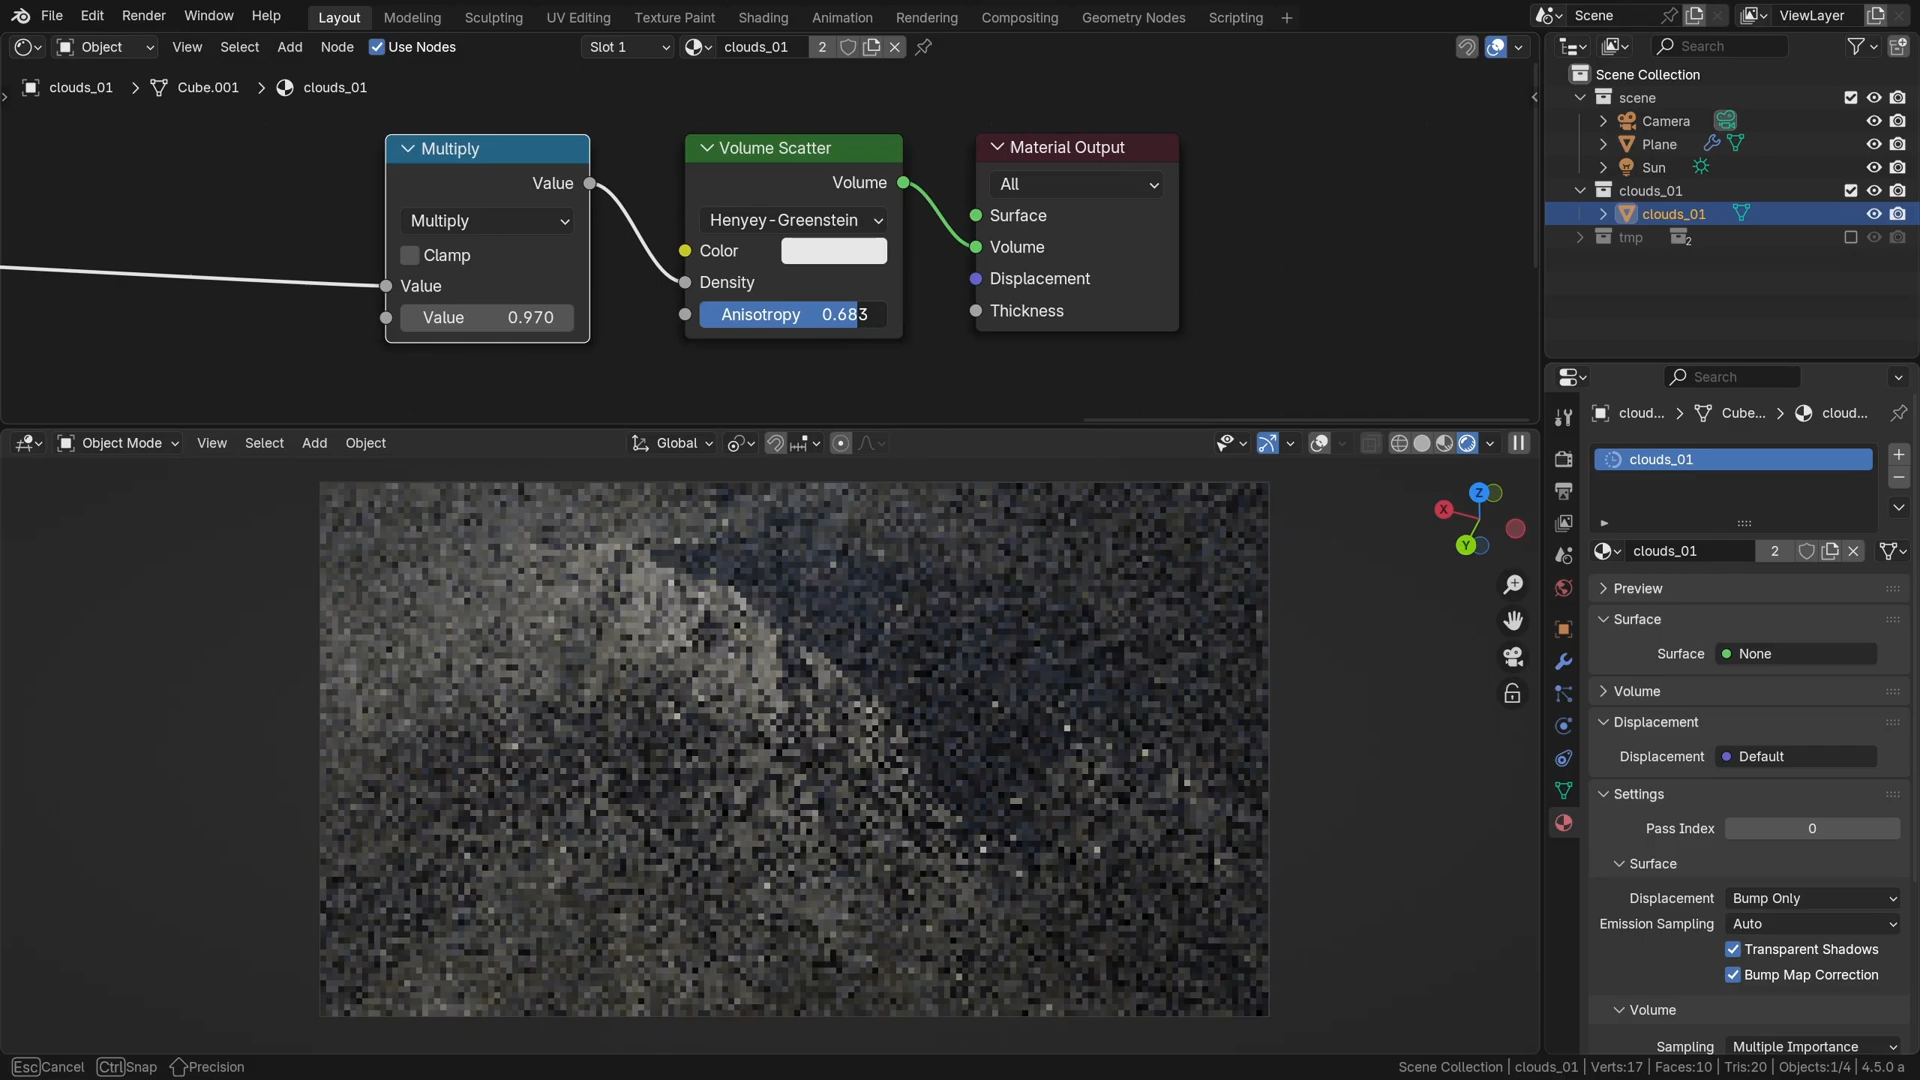 File Edit Render Window Help Layout Modeling Sculpting UV Editing Texture Paint Shading Animation Rendering Compositing Geometry Nodes Scripting + Scene ViewLayer
Object View Select Add Node Use Nodes Slot 1 clouds_01 2 Search
clouds_01 > Cube.001 > clouds_01
Scene Collection
scene
Camera
Plane
Sun
clouds_01
clouds_01
tmp 2
Multiply
Value
Multiply
Clamp
Value
Value 0.970
Volume Scatter
Volume
Henyey-Greenstein
Color
Density
Anisotropy 0.683
Material Output
All
Surface
Volume
Displacement
Thickness
Search
cloud... > Cube... > cloud...
Object Mode View Select Add Object Global
clouds_01
clouds_01 2
Z
X
Y
Preview
Surface
Surface None
Volume
Displacement
Displacement Default
Settings
Pass Index 0
Surface
Displacement Bump Only
Emission Sampling Auto
Transparent Shadows
Bump Map Correction
Volume
Sampling Multiple Importance
Esc Cancel Ctrl Snap Precision
Scene Collection | clouds_01 | Verts:17 | Faces:10 | Tris:20 | Objects:1/4 | 4.5.0 a